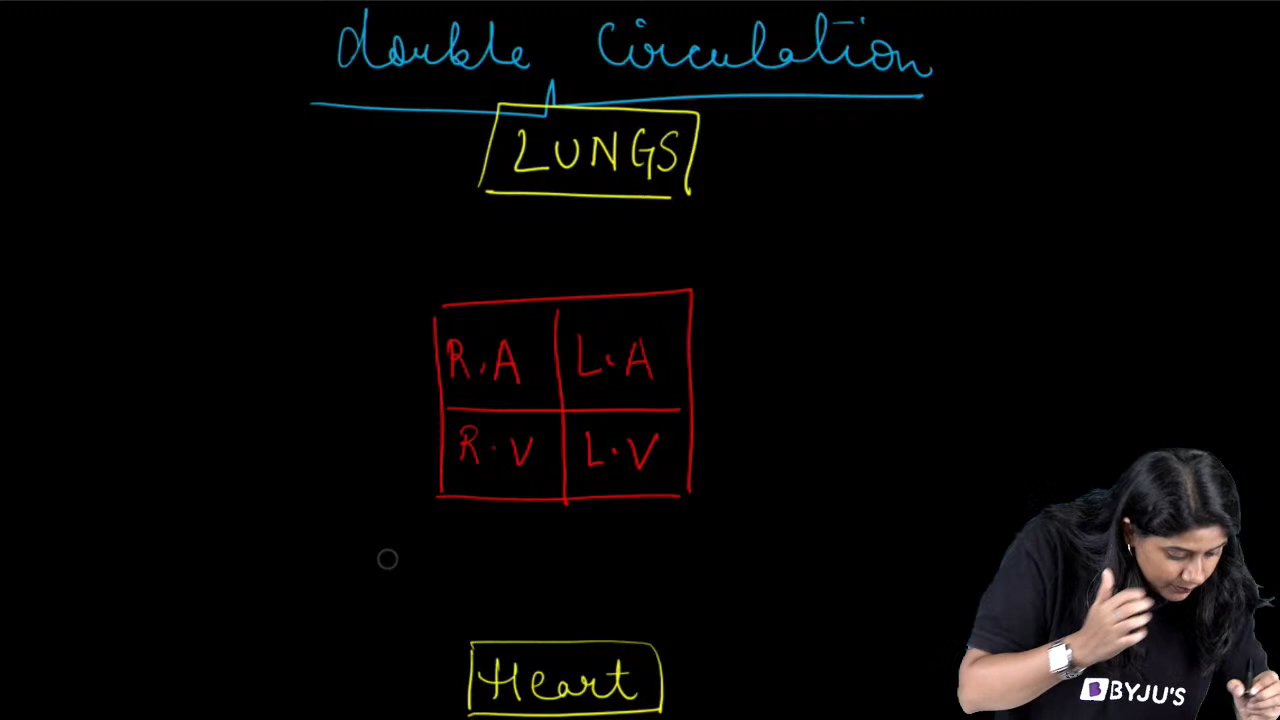 double Circulation
LUNGS
R.A L.A
R.V L.V
Heart
BYJU'S